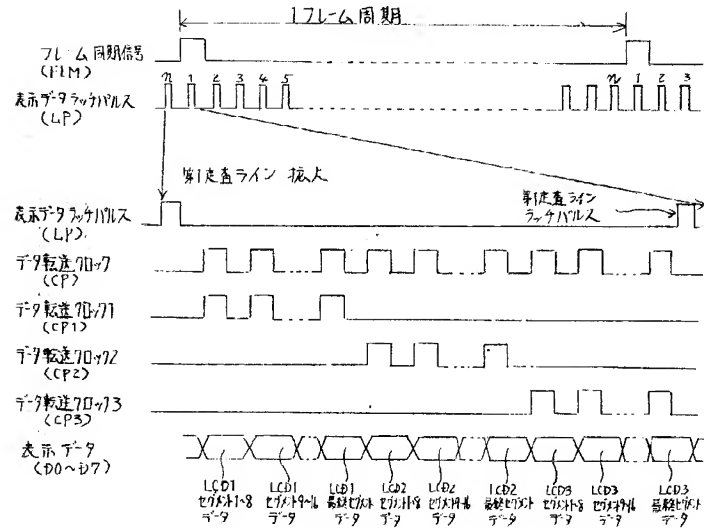 1フレーム周期
フレーム同期信号
(FLM)
n 1 2 3 4 5 n 1 2 3
表示データラッチパルス
(LP)
第1走査ライン 拡大
第1走査ライン
ラッチパルス
表示データラッチパルス
(LP)
データ転送クロック
(CP)
データ転送クロック1
(CP1)
データ転送クロック2
(CP2)
データ転送クロック3
(CP3)
表示データ
(D0~D7)
LCD1
セグメント1~8
データ
LCD1
セグメント9~16
データ
LCD1
最終セグメント
データ
LCD2
セグメント1~8
データ
LCD2
セグメント9~16
データ
LCD2
最終セグメント
データ
LCD3
セグメント1~8
データ
LCD3
セグメント9~16
データ
LCD3
最終セグメント
データ